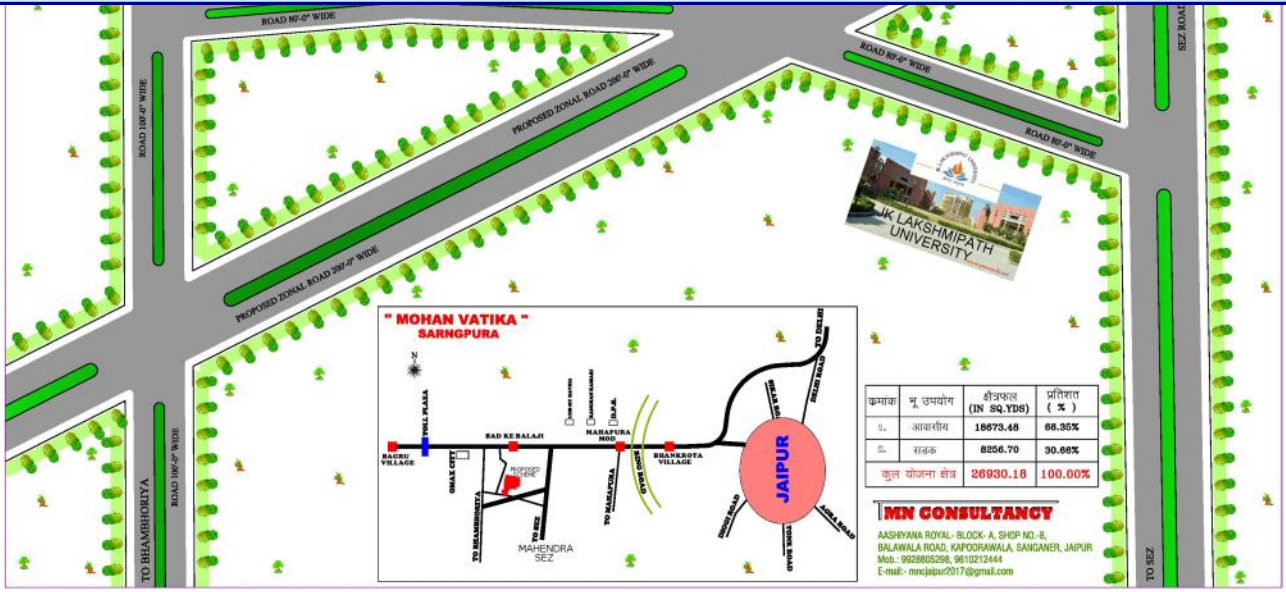 ROAD 80'-0" WIDE
SEZ ROAD
ROAD 100'-0" WIDE
PROPOSED ZONAL ROAD 200'-0" WIDE
ROAD 80'-0" WIDE
ROAD 80'-0" WIDE
PROPOSED ZONAL ROAD 200'-0" WIDE
JK LAKSHMIPATH
UNIVERSITY
ROAD 100'-0" WIDE
TO BHAMBHORIYA
TO SEZ
" MOHAN VATIKA "
SARNGPURA
N
TOLL PLAZA
BAGRU
VILLAGE
OMAX CITY
BAD KE BALAJI
PROPOSED
SCHEME
TO BHAMBHORIYA
TO SEZ
MAHENDRA
SEZ
D.P.S.
MAHAPURA
MOD
TO MAHAPURA
RING ROAD
BHANKROTA
VILLAGE
JAIPUR
TO DELHI
DELHI ROAD
DIGGI ROAD
TONK ROAD
AGRA ROAD
क्रमांक भू उपयोग क्षेत्रफल (IN SQ.YDS) प्रतिशत ( % )
१. आवासीय 18673.48 68.35%
२. सडक 8256.70 30.66%
कुल योजना क्षेत्र 26930.18 100.00%
MN CONSULTANCY
AASHIYANA ROYAL- BLOCK- A, SHOP NO.-8,
BALAWALA ROAD, KAPOORAWALA, SANGANER, JAIPUR
Mob.: 9928805298, 9610212444
E-mail:- mncjaipur2017@gmail.com